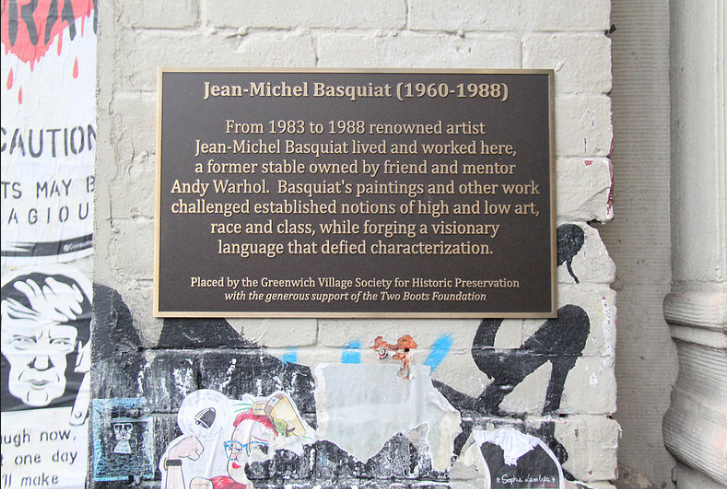 CAUTION
TS MAY B
AGIOU
Jean-Michel Basquiat (1960-1988)
From 1983 to 1988 renowned artist
Jean-Michel Basquiat lived and worked here,
a former stable owned by friend and mentor
Andy Warhol. Basquiat's paintings and other work
challenged established notions of high and low art,
race and class, while forging a visionary
language that defied characterization.
Placed by the Greenwich Village Society for Historic Preservation
with the generous support of the Two Boots Foundation
ugh now,
one day
'll make